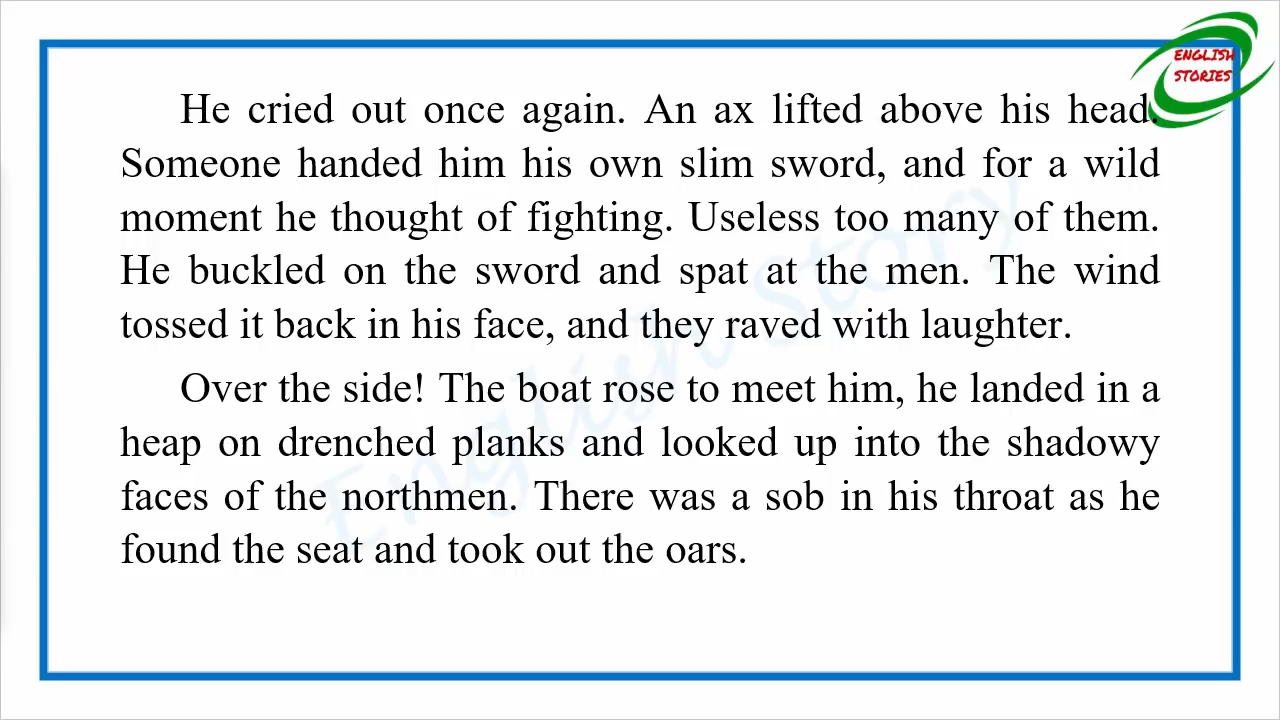 ENGLISH
STORIES
He cried out once again. An ax lifted above his head.
Someone handed him his own slim sword, and for a wild
moment he thought of fighting. Useless too many of them.
He buckled on the sword and spat at the men. The wind
tossed it back in his face, and they raved with laughter.
Over the side! The boat rose to meet him, he landed in a
heap on drenched planks and looked up into the shadowy
faces of the northmen. There was a sob in his throat as he
found the seat and took out the oars.
English Story